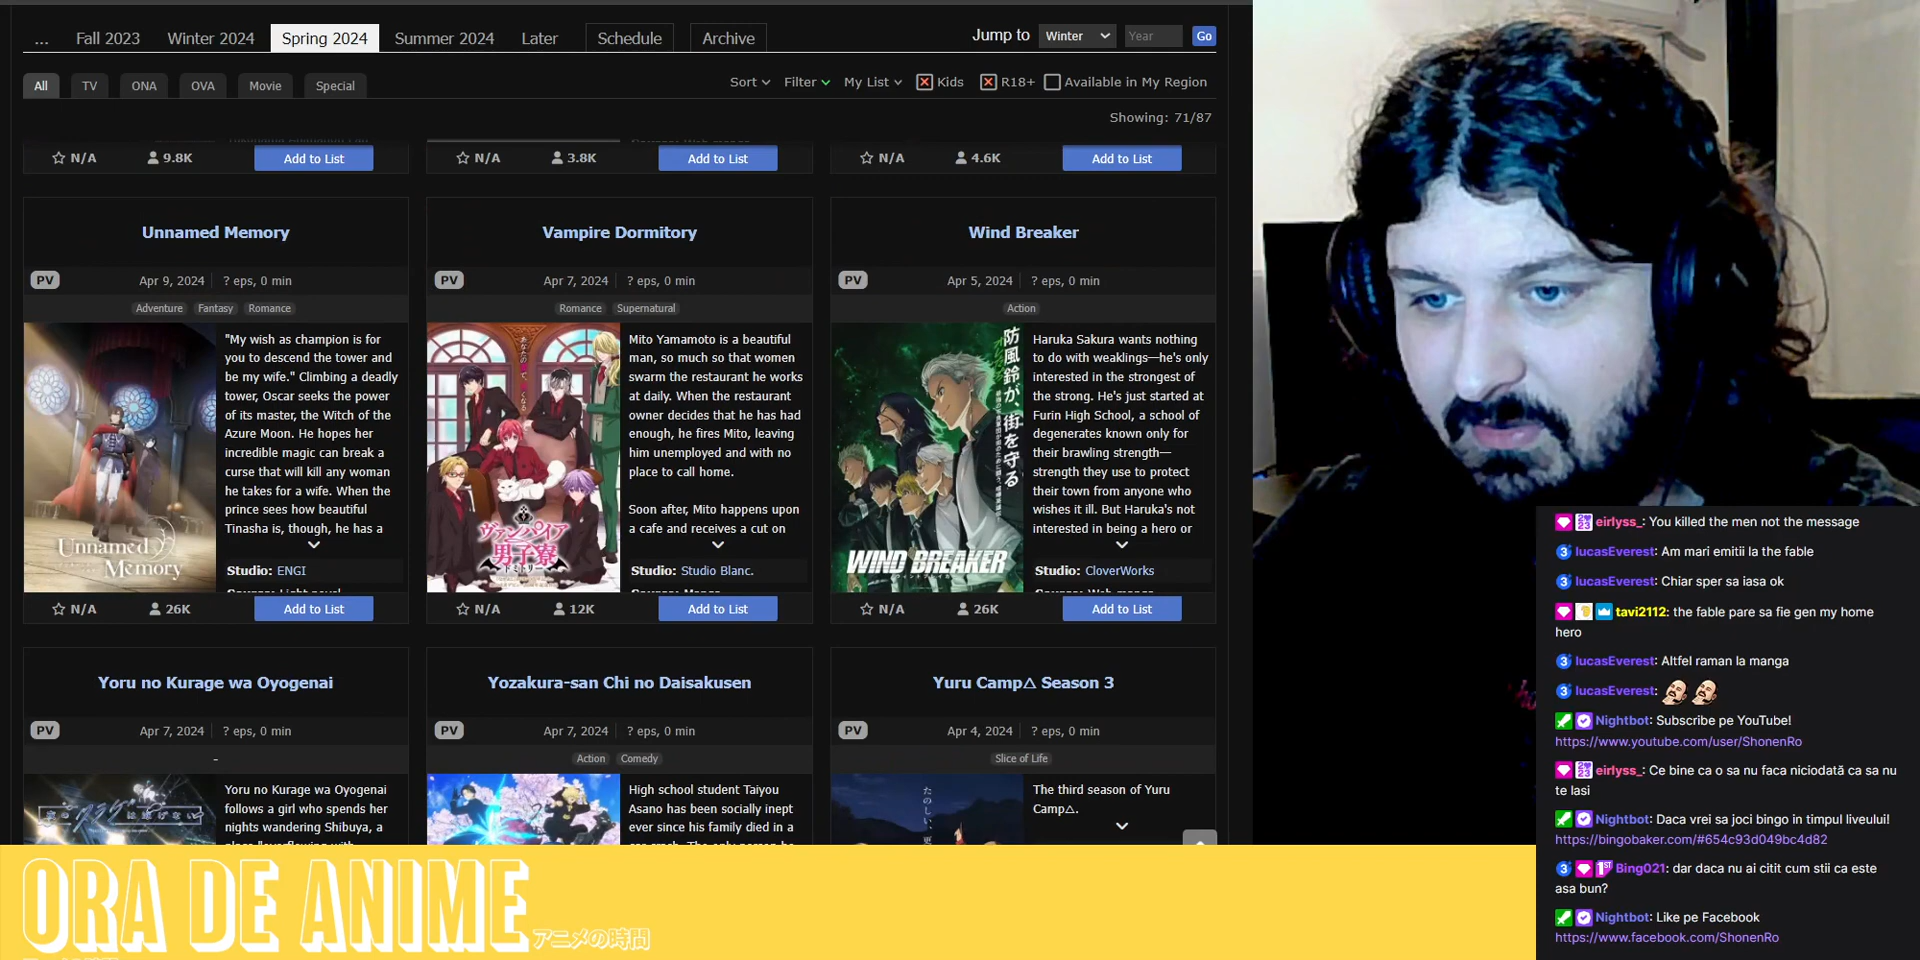 ... Fall 2023 Winter 2024 Spring 2024 Summer 2024 Later Schedule Archive Jump to Winter Year Go
All TV ONA OVA Movie Special Sort Filter My List Kids R18+ Available in My Region
Showing: 71/87
N/A 9.8K Add to List N/A 3.8K Add to List N/A 4.6K Add to List
Unnamed Memory
PV Apr 9, 2024 ? eps, 0 min
Adventure Fantasy Romance
"My wish as champion is for
you to descend the tower and
be my wife." Climbing a deadly
tower, Oscar seeks the power
of its master, the Witch of the
Azure Moon. He hopes her
incredible magic can break a
curse that will kill any woman
he takes for a wife. When the
prince sees how beautiful
Tinasha is, though, he has a
Unnamed
Memory
Studio: ENGI
N/A 26K Add to List
Vampire Dormitory
PV Apr 7, 2024 ? eps, 0 min
Romance Supernatural
Mito Yamamoto is a beautiful
man, so much so that women
swarm the restaurant he works
at daily. When the restaurant
owner decides that he has had
enough, he fires Mito, leaving
him unemployed and with no
place to call home.
Soon after, Mito happens upon
a cafe and receives a cut on
ヴァンパイア
男子寮
ドミトリー
Studio: Studio Blanc.
N/A 12K Add to List
Wind Breaker
PV Apr 5, 2024 ? eps, 0 min
Action
Haruka Sakura wants nothing
to do with weaklings—he's only
interested in the strongest of
the strong. He's just started at
Furin High School, a school of
degenerates known only for
their brawling strength—
strength they use to protect
their town from anyone who
wishes it ill. But Haruka's not
interested in being a hero or
防風鈴が、街を守る
WIND BREAKER
Studio: CloverWorks
N/A 26K Add to List
Yoru no Kurage wa Oyogenai
PV Apr 7, 2024 ? eps, 0 min
-
Yoru no Kurage wa Oyogenai
follows a girl who spends her
nights wandering Shibuya, a
Yozakura-san Chi no Daisakusen
PV Apr 7, 2024 ? eps, 0 min
Action Comedy
High school student Taiyou
Asano has been socially inept
ever since his family died in a
Yuru Camp△ Season 3
PV Apr 4, 2024 ? eps, 0 min
Slice of Life
The third season of Yuru
Camp△.
ORA DE ANIME アニメの時間
eirlyss_: You killed the men not the message
lucasEverest: Am mari emitii la the fable
lucasEverest: Chiar sper sa iasa ok
tavi2112: the fable pare sa fie gen my home
hero
lucasEverest: Altfel raman la manga
lucasEverest:
Nightbot: Subscribe pe YouTube!
https://www.youtube.com/user/ShonenRo
eirlyss_: Ce bine ca o sa nu faca niciodată ca sa nu
te lasi
Nightbot: Daca vrei sa joci bingo in timpul liveului!
https://bingobaker.com/#654c93d049bc4d82
Bing021: dar daca nu ai citit cum stii ca este
asa bun?
Nightbot: Like pe Facebook
https://www.facebook.com/ShonenRo